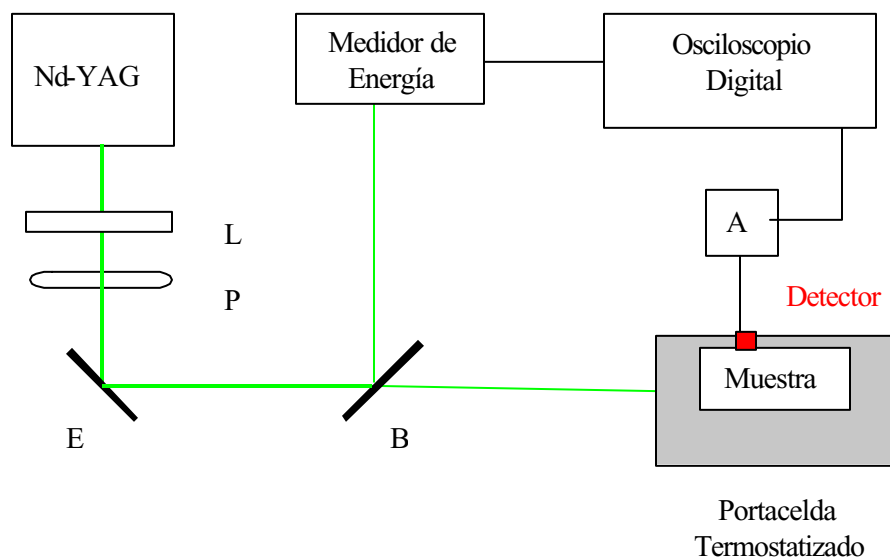 Nd-YAG
Medidor de
Energía
Osciloscopio
Digital
L
A
P
Detector
Muestra
E
B
Portacelda
Termostatizado